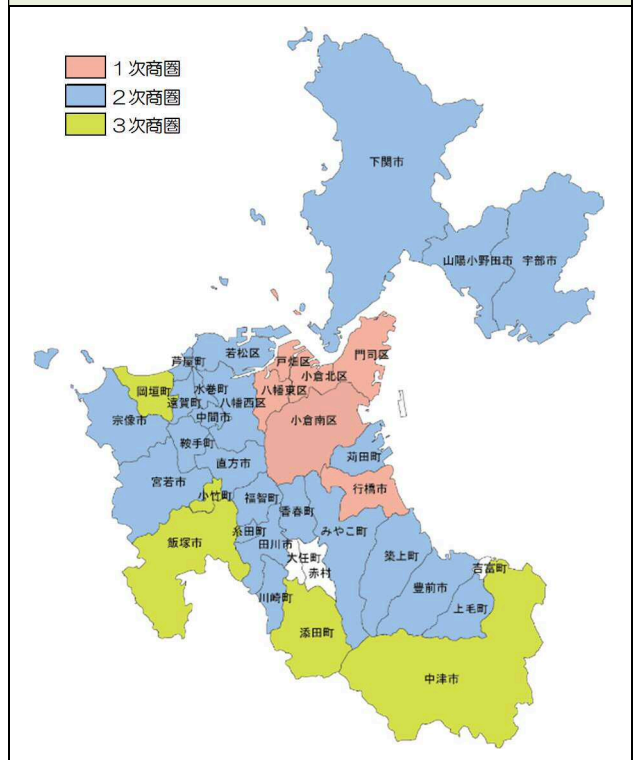 1次商圏
2次商圏
3次商圏
下関市
山陽小野田市
宇部市
若松区
芦屋町
戸畑区
門司区
小倉北区
岡垣町
水巻町
八幡東区
遠賀町
八幡西区
中間市
宗像市
小倉南区
鞍手町
苅田町
直方市
宮若市
行橋市
小竹町
福智町
香春町
糸田町
みやこ町
飯塚市
田川市
大任町
築上町
吉富町
赤村
豊前市
川崎町
上毛町
添田町
中津市